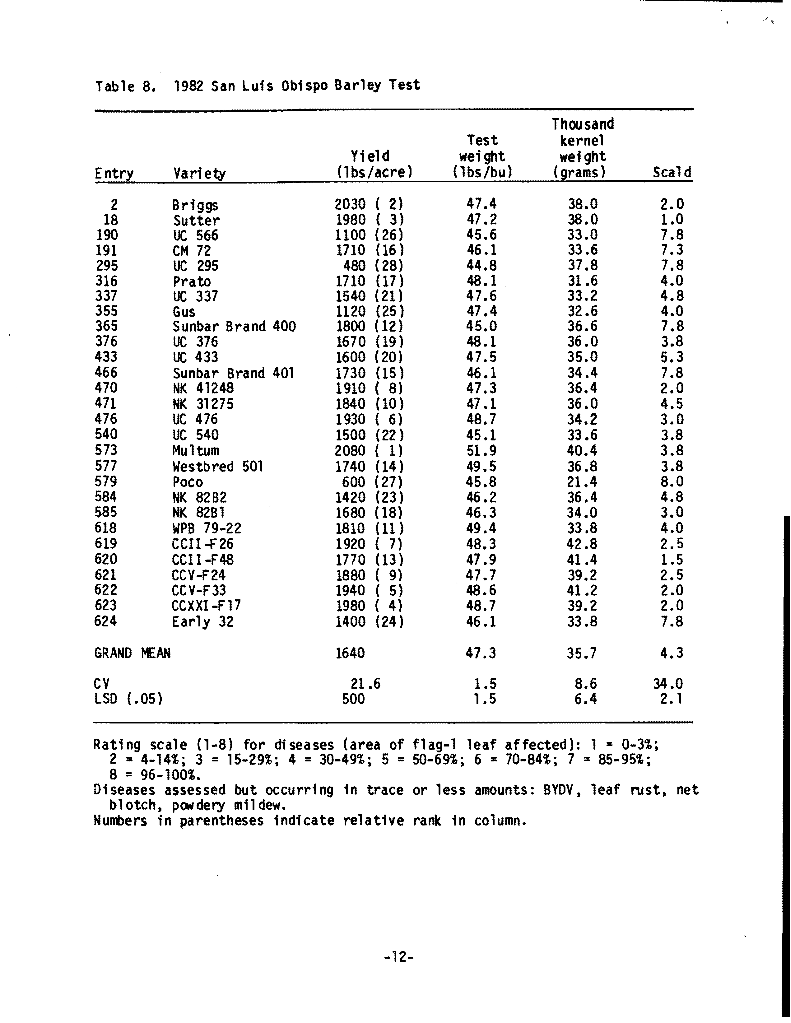 Table 8. 1982 San Luis Obispo Barley Test
Thousand
Test kernel
Yield weight weight
Entry Variety (lbs/acre) (lbs/bu) (grams) Scald
2 Briggs 2030 ( 2) 47.4 38.0 2.0
18 Sutter 1980 ( 3) 47.2 38.0 1.0
190 UC 566 1100 (26) 45.6 33.0 7.8
191 CM 72 1710 (16) 46.1 33.6 7.3
295 UC 295 480 (28) 44.8 37.8 7.8
316 Prato 1710 (17) 48.1 31.6 4.0
337 UC 337 1540 (21) 47.6 33.2 4.8
355 Gus 1120 (25) 47.4 32.6 4.0
365 Sunbar Brand 400 1800 (12) 45.0 36.6 7.8
376 UC 376 1670 (19) 48.1 36.0 3.8
433 UC 433 1600 (20) 47.5 35.0 5.3
466 Sunbar Brand 401 1730 (15) 46.1 34.4 7.8
470 NK 41248 1910 ( 8) 47.3 36.4 2.0
471 NK 31275 1840 (10) 47.1 36.0 4.5
476 UC 476 1930 ( 6) 48.7 34.2 3.0
540 UC 540 1500 (22) 45.1 33.6 3.8
573 Multum 2080 ( 1) 51.9 40.4 3.8
577 Westbred 501 1740 (14) 49.5 36.8 3.8
579 Poco 600 (27) 45.8 21.4 8.0
584 NK 82B2 1420 (23) 46.2 36.4 4.8
585 NK 82B1 1680 (18) 46.3 34.0 3.0
618 WPB 79-22 1810 (11) 49.4 33.8 4.0
619 CCII-F26 1920 ( 7) 48.3 42.8 2.5
620 CCII-F48 1770 (13) 47.9 41.4 1.5
621 CCV-F24 1880 ( 9) 47.7 39.2 2.5
622 CCV-F33 1940 ( 5) 48.6 41.2 2.0
623 CCXXI-F17 1980 ( 4) 48.7 39.2 2.0
624 Early 32 1400 (24) 46.1 33.8 7.8
GRAND MEAN 1640 47.3 35.7 4.3
CV 21.6 1.5 8.6 34.0
LSD (.05) 500 1.5 6.4 2.1
Rating scale (1-8) for diseases (area of flag-1 leaf affected): 1 = 0-3%;
2 = 4-14%; 3 = 15-29%; 4 = 30-49%; 5 = 50-69%; 6 = 70-84%; 7 = 85-95%;
8 = 96-100%.
Diseases assessed but occurring in trace or less amounts: BYDV, leaf rust, net
blotch, powdery mildew.
Numbers in parentheses indicate relative rank in column.
-12-